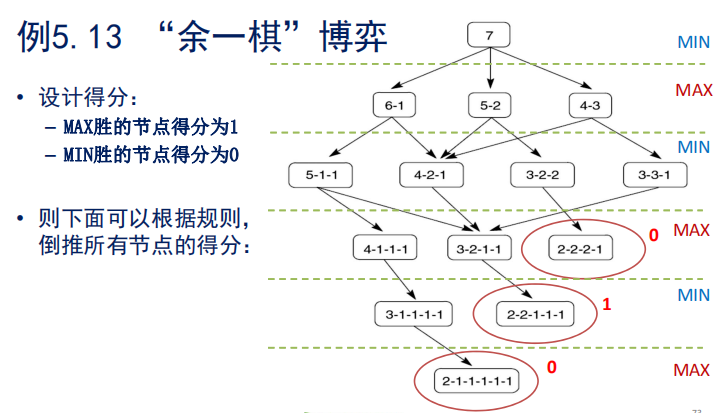 例5.13 “余一棋”博弈
• 设计得分：
– MAX胜的节点得分为1
– MIN胜的节点得分为0
• 则下面可以根据规则，
倒推所有节点的得分：
7
MIN
6-1
5-2
4-3
MAX
5-1-1
4-2-1
3-2-2
3-3-1
MIN
4-1-1-1
3-2-1-1
2-2-2-1
0
MAX
3-1-1-1-1
2-2-1-1-1
1
MIN
2-1-1-1-1-1
0
MAX